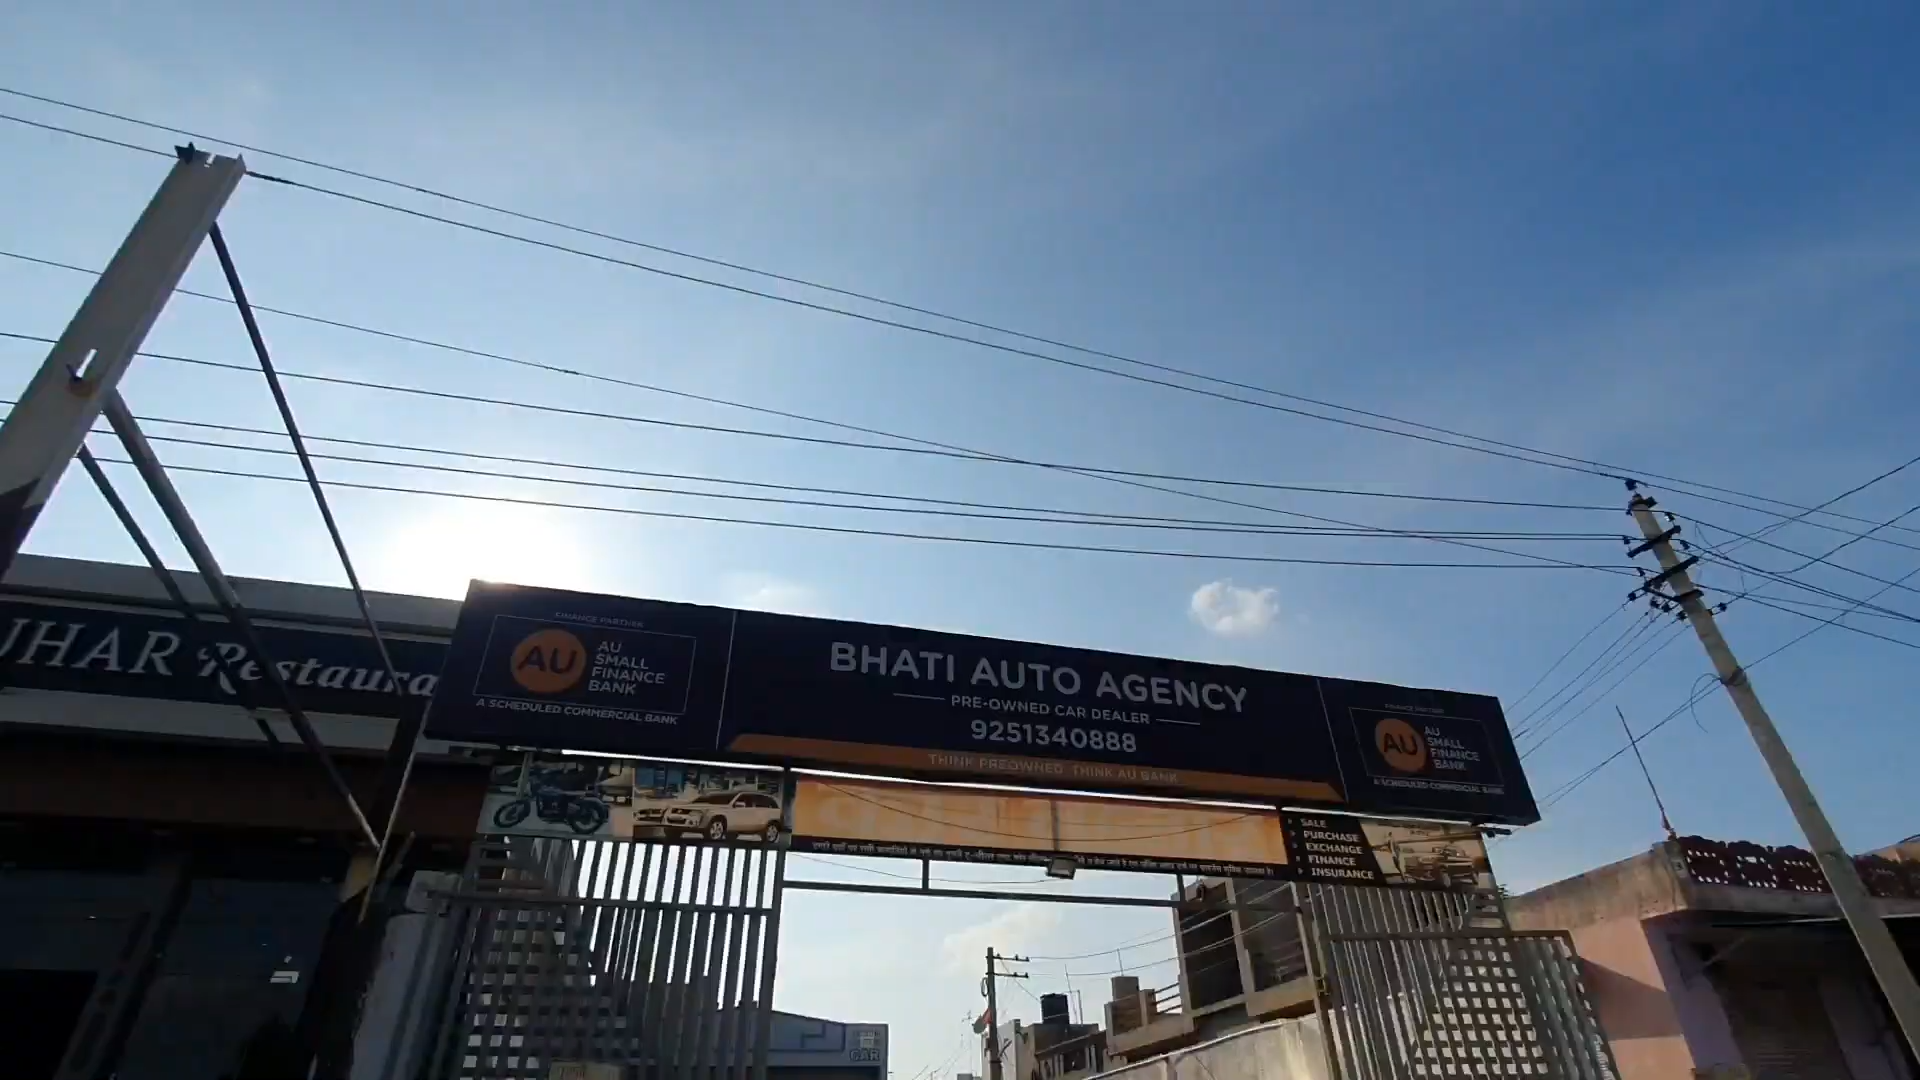 JHAR Restaura
FINANCE PARTNER
AU
AU
SMALL
FINANCE
BANK
A SCHEDULED COMMERCIAL BANK
BHATI AUTO AGENCY
PRE-OWNED CAR DEALER
9251340888
THINK PREOWNED THINK AU BANK
FINANCE PARTNER
AU
AU
SMALL
FINANCE
BANK
A SCHEDULED COMMERCIAL BANK
SALE
PURCHASE
EXCHANGE
FINANCE
INSURANCE
CAR